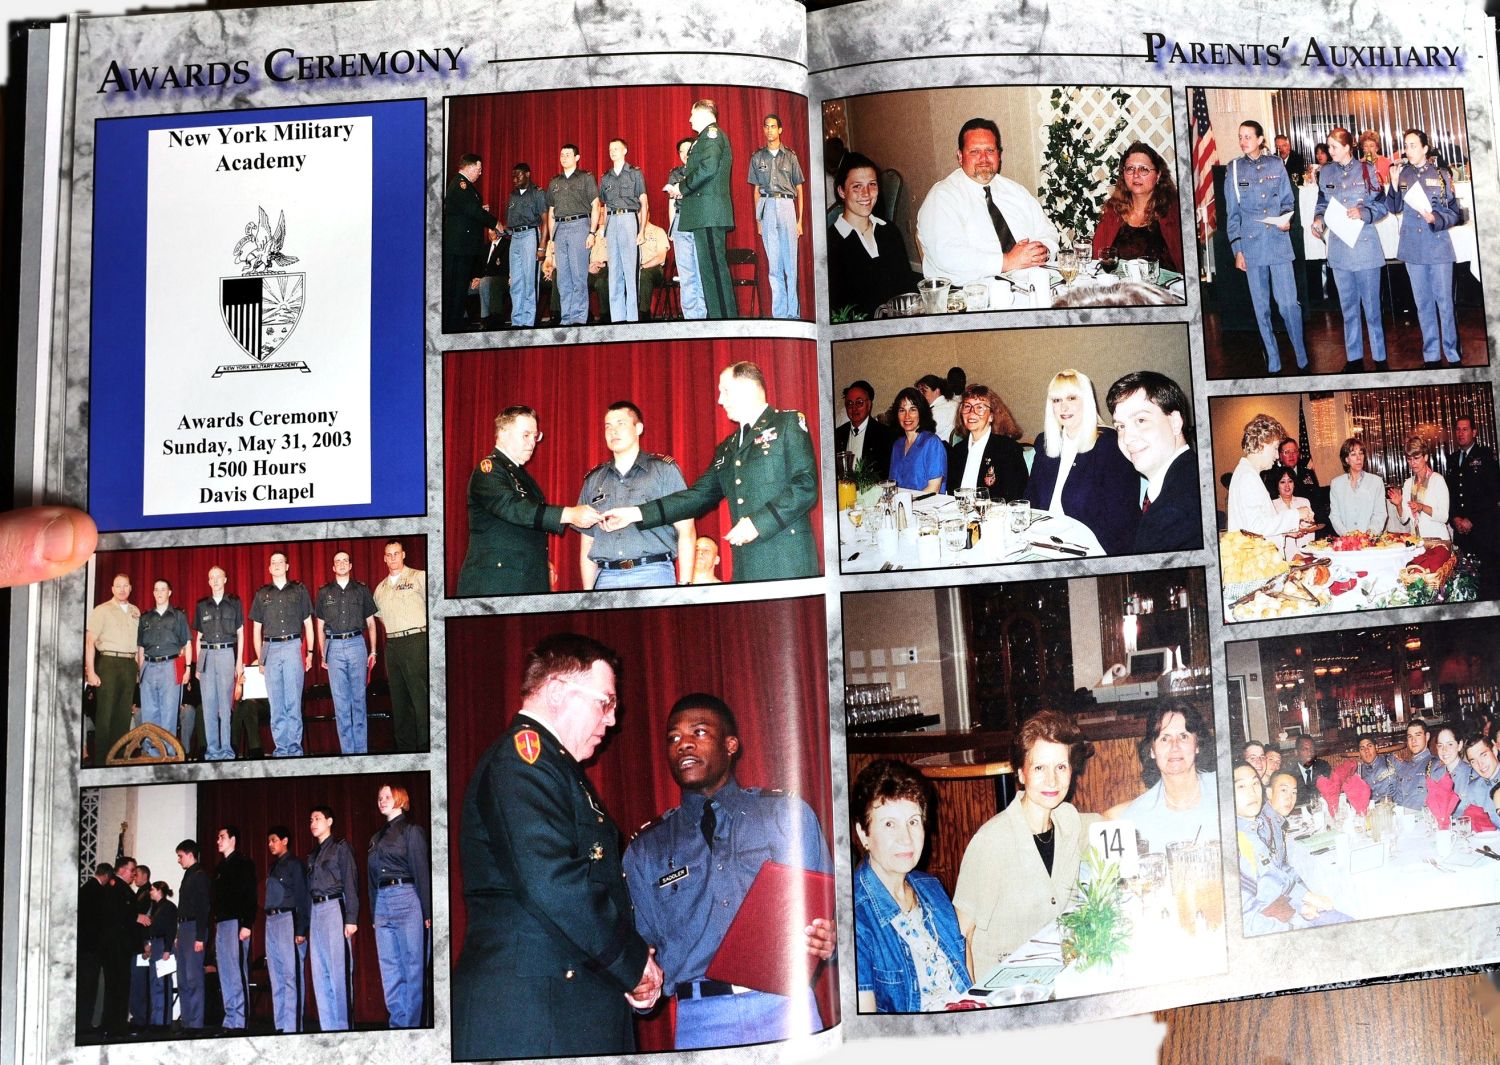 AWARDS CEREMONY
New York Military
Academy
NEW YORK MILITARY ACADEMY
Awards Ceremony
Sunday, May 31, 2003
1500 Hours
Davis Chapel
SADDLER
PARENTS' AUXILIARY
14